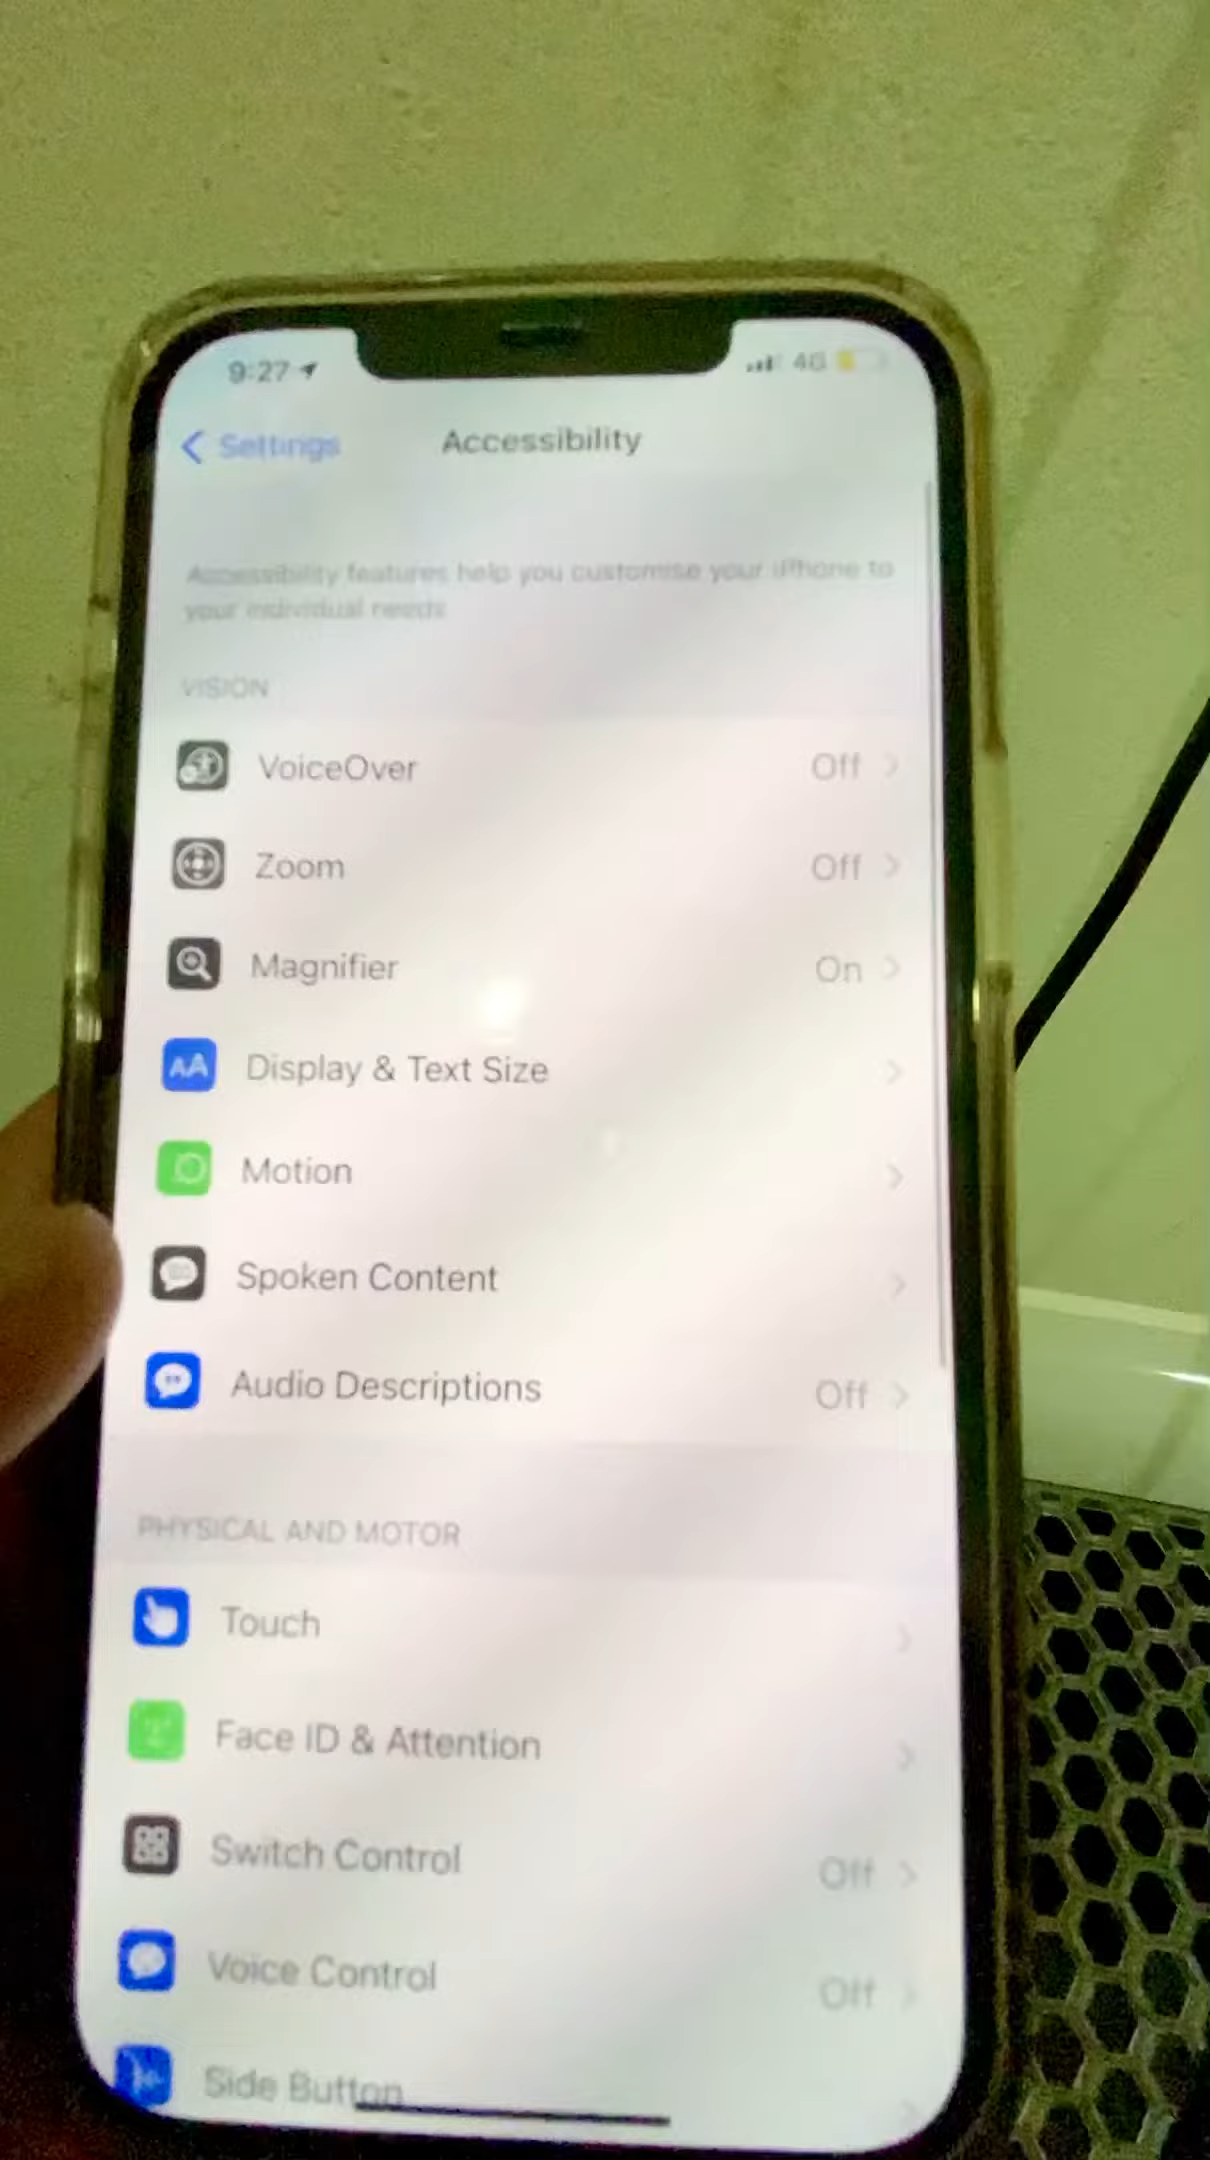 9:27
4G
Settings
Accessibility
Accessibility features help you customise your iPhone to
your individual needs
VISION
VoiceOver
Off
Zoom
Off
Magnifier
On
AA
Display & Text Size
Motion
Spoken Content
Audio Descriptions
Off
PHYSICAL AND MOTOR
Touch
Face ID & Attention
Switch Control
Off
Voice Control
Off
Side Button